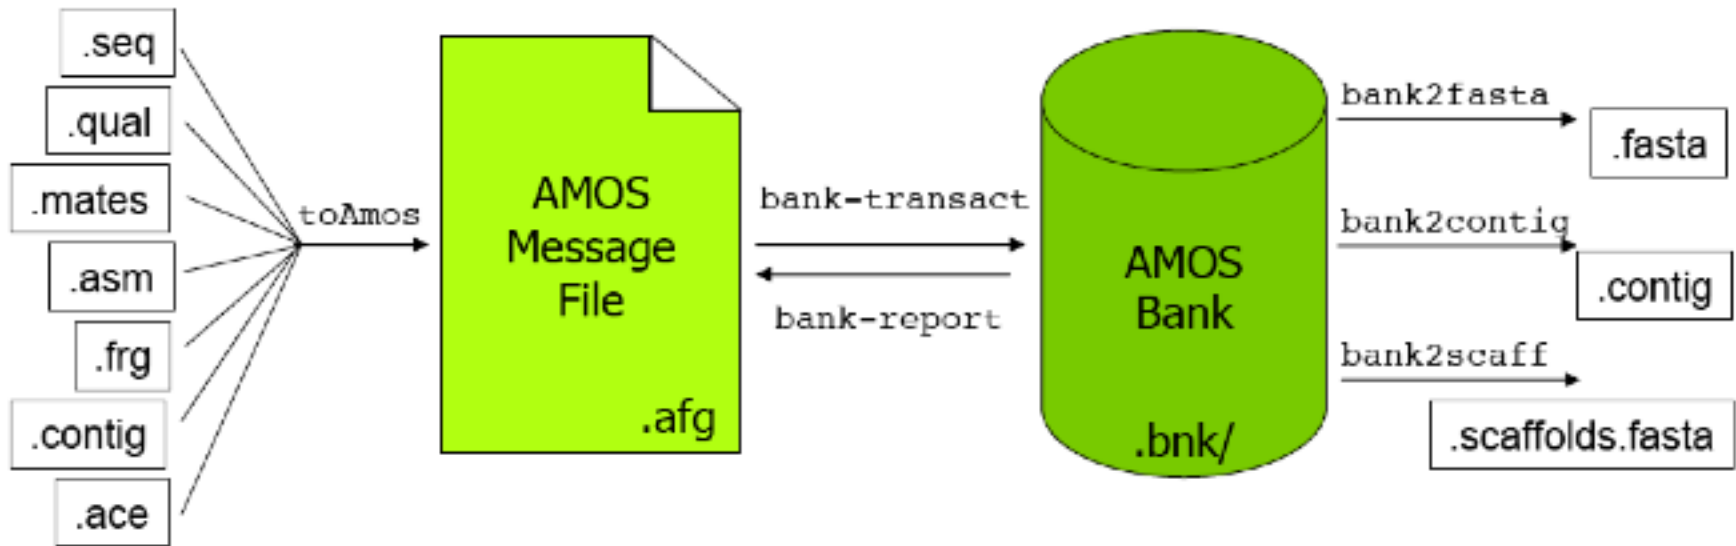 .seq
.qual
.mates
.asm
.frg
.contig
.ace
toAmos
AMOS
Message
File
.afg
bank-transact
bank-report
AMOS
Bank
.bnk/
bank2fasta
.fasta
bank2contig
.contig
bank2scaff
.scaffolds.fasta